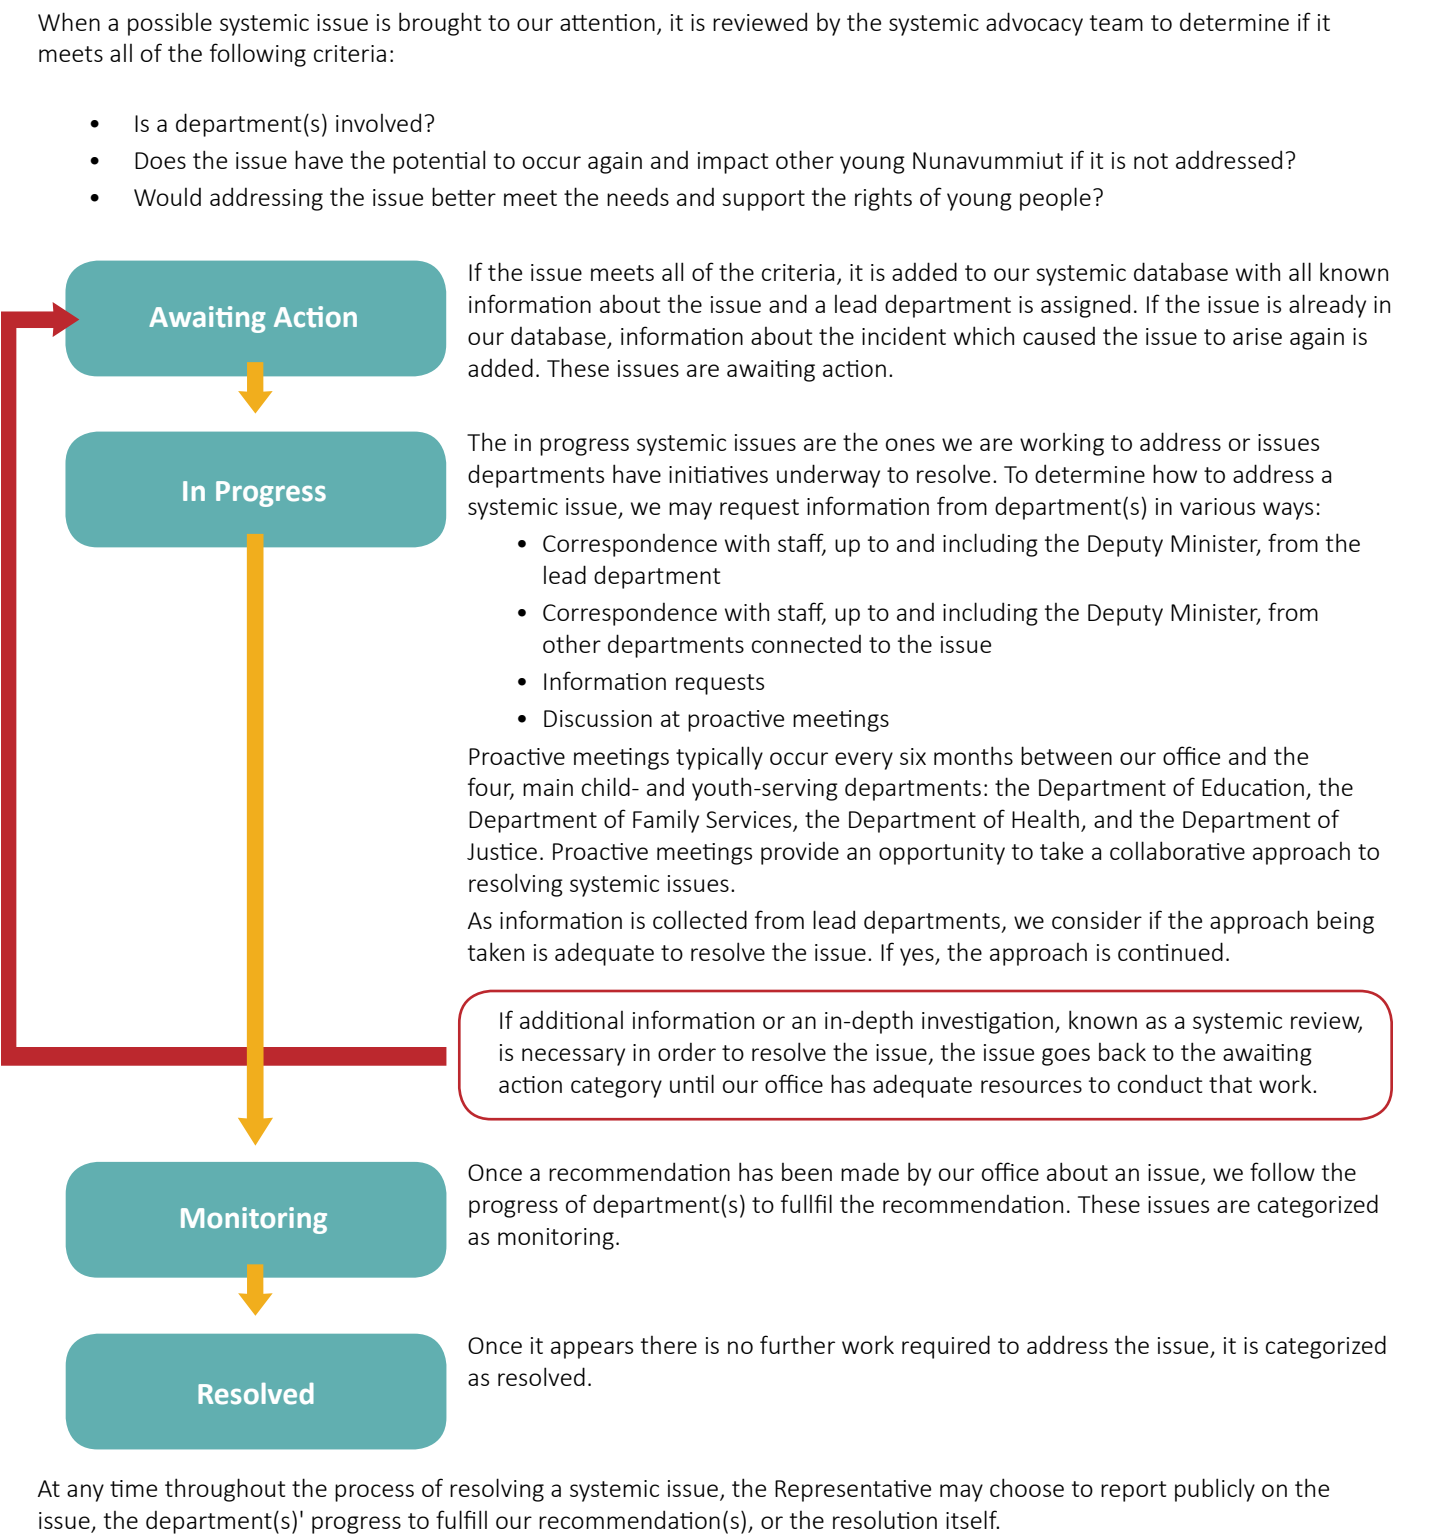 When a possible systemic issue is brought to our attention, it is reviewed by the systemic advocacy team to determine if it
meets all of the following criteria:
• Is a department(s) involved?
• Does the issue have the potential to occur again and impact other young Nunavummiut if it is not addressed?
• Would addressing the issue better meet the needs and support the rights of young people?
Awaiting Action
If the issue meets all of the criteria, it is added to our systemic database with all known
information about the issue and a lead department is assigned. If the issue is already in
our database, information about the incident which caused the issue to arise again is
added. These issues are awaiting action.
In Progress
The in progress systemic issues are the ones we are working to address or issues
departments have initiatives underway to resolve. To determine how to address a
systemic issue, we may request information from department(s) in various ways:
• Correspondence with staff, up to and including the Deputy Minister, from the
lead department
• Correspondence with staff, up to and including the Deputy Minister, from
other departments connected to the issue
• Information requests
• Discussion at proactive meetings
Proactive meetings typically occur every six months between our office and the
four, main child- and youth-serving departments: the Department of Education, the
Department of Family Services, the Department of Health, and the Department of
Justice. Proactive meetings provide an opportunity to take a collaborative approach to
resolving systemic issues.
As information is collected from lead departments, we consider if the approach being
taken is adequate to resolve the issue. If yes, the approach is continued.
If additional information or an in-depth investigation, known as a systemic review,
is necessary in order to resolve the issue, the issue goes back to the awaiting
action category until our office has adequate resources to conduct that work.
Monitoring
Once a recommendation has been made by our office about an issue, we follow the
progress of department(s) to fullfil the recommendation. These issues are categorized
as monitoring.
Resolved
Once it appears there is no further work required to address the issue, it is categorized
as resolved.
At any time throughout the process of resolving a systemic issue, the Representative may choose to report publicly on the
issue, the department(s)' progress to fulfill our recommendation(s), or the resolution itself.